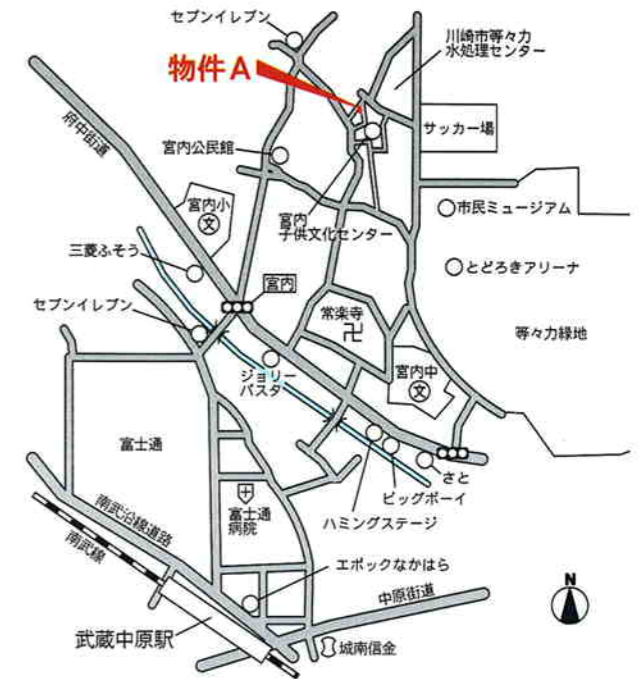 セブンイレブン
川崎市等々力
水処理センター
物件A
府中街道
サッカー場
宮内公民館
宮内小
文
宮内
子供文化センター
市民ミュージアム
三菱ふそう
とどろきアリーナ
宮内
セブンイレブン
常楽寺
卍
等々力緑地
ジョリー
パスタ
宮内中
文
富士通
さと
ビッグボーイ
ハミングステージ
富士通
病院
南武沿線道路
南武線
エポックなかはら
中原街道
N
武蔵中原駅
城南信金